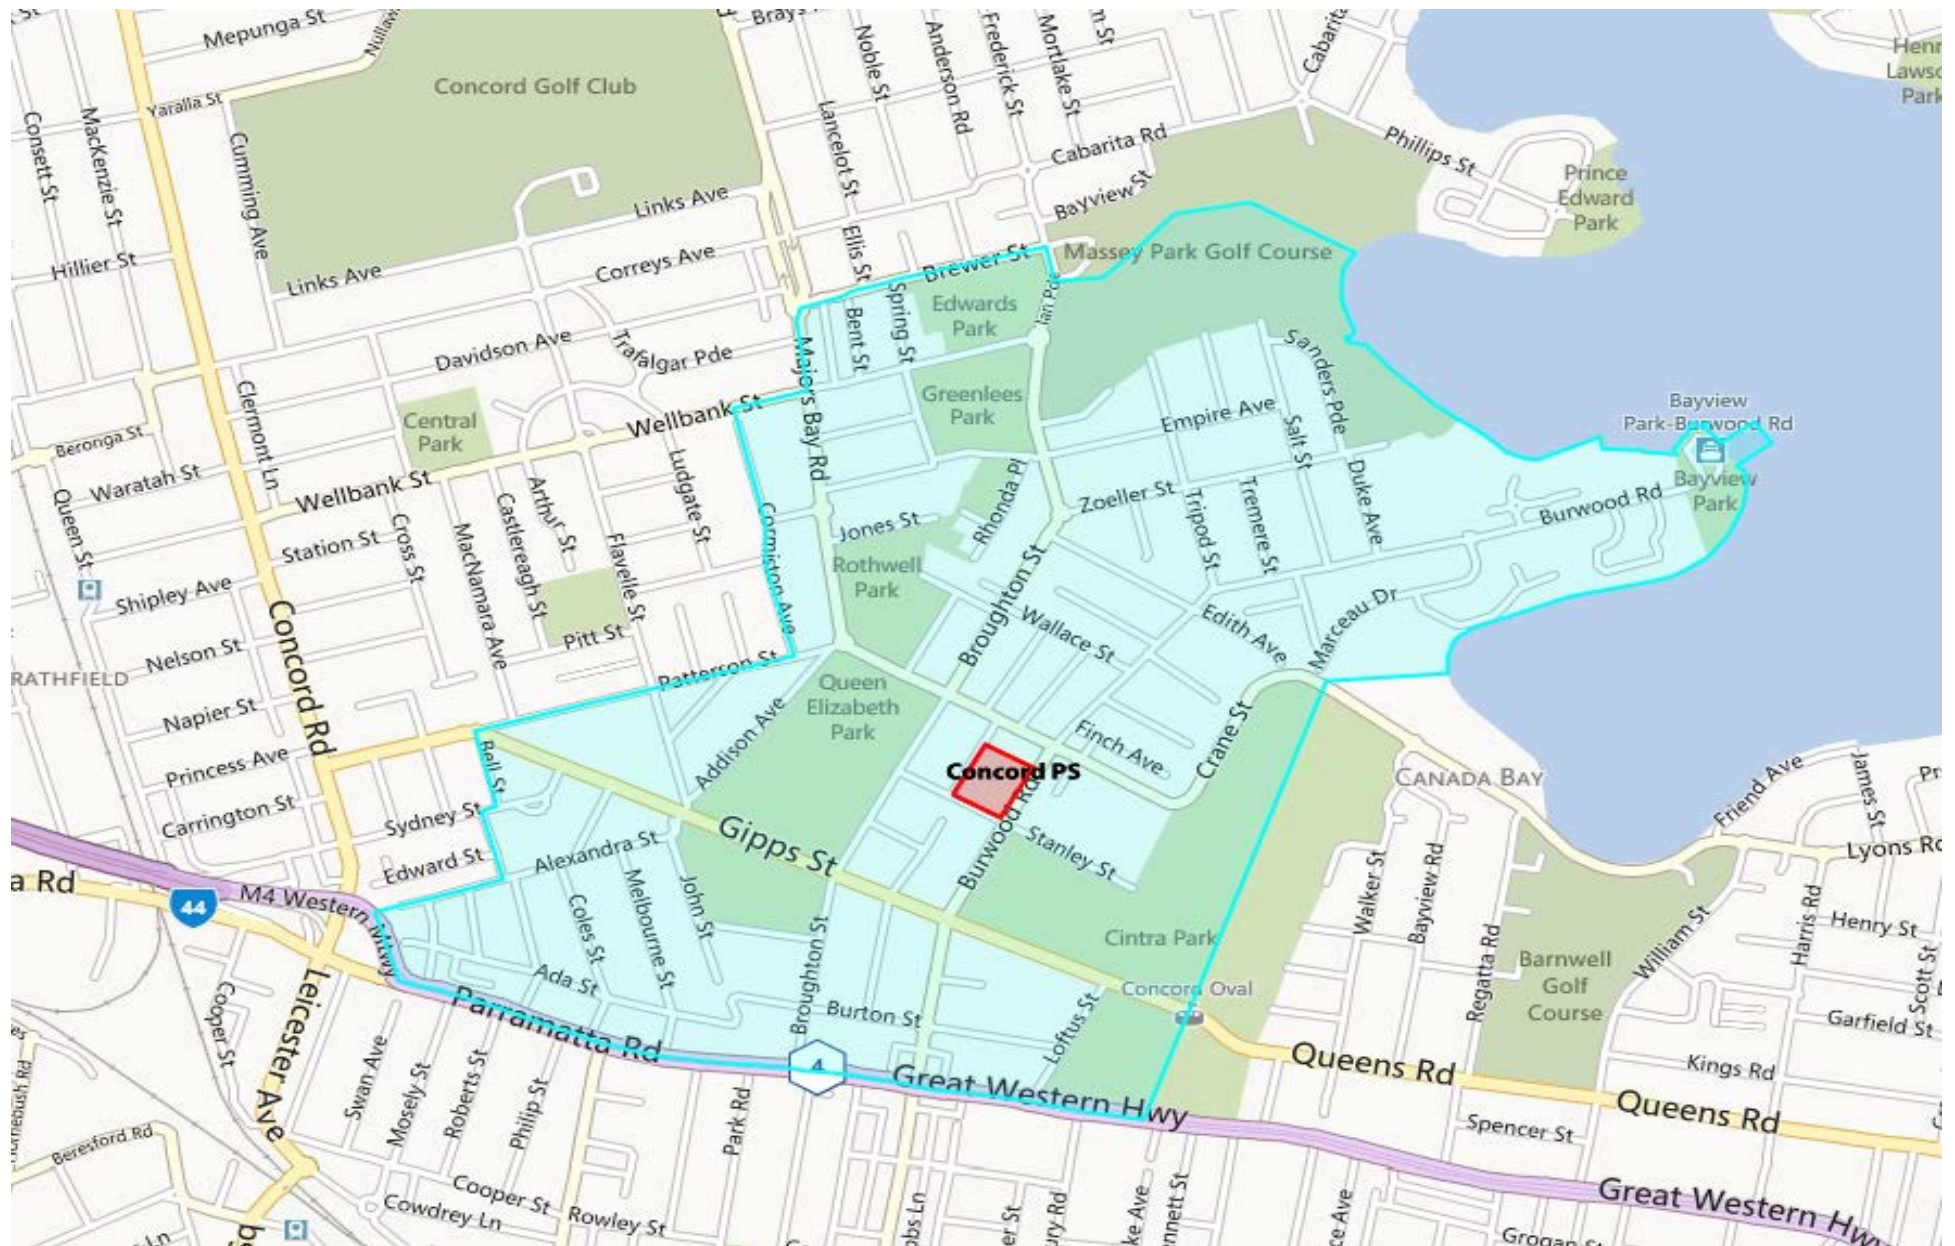 Mepunga St
Brays
Noble St
Anderson Rd
Frederick St
Mortlake St
Concord Golf Club
Yaralla St
Consett St
MacKenzie St
Cumming Ave
Lancelot St
Cabarita Rd
Phillips St
Prince
Edward
Park
Links Ave
Bayview St
Hillier St
Links Ave
Correys Ave
Ellis St
Brewer St
Massey Park Golf Course
Edwards
Park
Ian Pde
Spring St
Bent St
Davidson Ave
Trafalgar Pde
Majors Bay Rd
Sanders Pde
Clermont Ln
Central
Park
Wellbank St
Greenlees
Park
Empire Ave
Salt St
Bayview
Park-Burwood Rd
Beronga St
Waratah St
Wellbank St
Ludgate St
Rhonda Pl
Zoeller St
Duke Ave
Burwood Rd
Bayview
Park
Queen St
Station St
Cross St
MacNamara Ave
Castlereagh St
Arthur St
Flavelle St
Cormiston Ave
Jones St
Tripod St
Tremere St
Rothwell
Park
Shipley Ave
Concord Rd
Pitt St
Broughton St
Wallace St
Edith Ave
Marceau Dr
Nelson St
RATHFIELD
Patterson St
Queen
Elizabeth
Park
Napier St
Princess Ave
Bell St
Addison Ave
Finch Ave
Crane St
Concord PS
CANADA BAY
Friend Ave
James St
Carrington St
Sydney St
Gipps St
Burwood Rd
Stanley St
Lyons Rd
Edward St
Alexandra St
a Rd
44
M4 Western Mtwy
Melbourne St
John St
Coles St
Walker St
Bayview Rd
Regatta Rd
William St
Harris Rd
Henry St
Scott St
Cintra Park
Barnwell
Golf
Course
Concord Oval
Ada St
Broughton St
Burton St
Loftus St
Garfield St
Leicester Ave
Cooper St
Parramatta Rd
4
Great Western Hwy
Queens Rd
Kings Rd
Queens Rd
Swan Ave
Mosely St
Roberts St
Philip St
Park Rd
Spencer St
Beresford Rd
Cooper St
Cowdrey Ln
Rowley St
Great Western Hwy